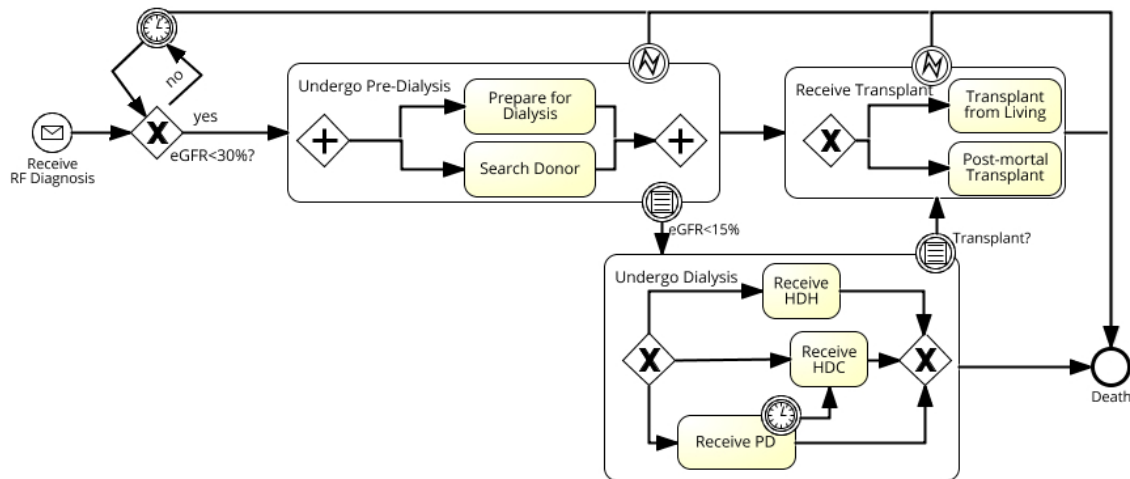 no
yes
eGFR<30%?
Receive
RF Diagnosis
Undergo Pre-Dialysis
Prepare for
Dialysis
Search Donor
Receive Transplant
Transplant
from Living
Post-mortal
Transplant
eGFR<15%
Transplant?
Undergo Dialysis
Receive
HDH
Receive
HDC
Receive PD
Death